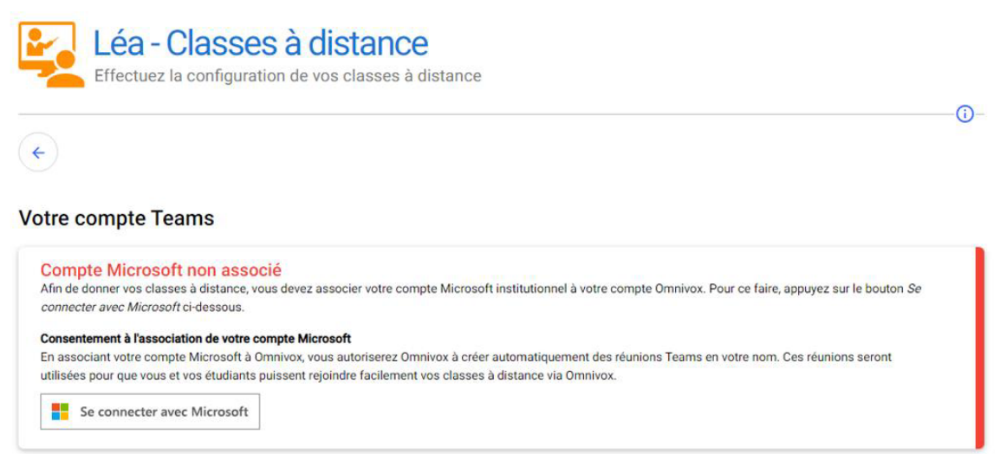 Léa - Classes à distance
Effectuez la configuration de vos classes à distance
Votre compte Teams
Compte Microsoft non associé
Afin de donner vos classes à distance, vous devez associer votre compte Microsoft institutionnel à votre compte Omnivox. Pour ce faire, appuyez sur le bouton Se
connecter avec Microsoft ci-dessous.
Consentement à l'association de votre compte Microsoft
En associant votre compte Microsoft à Omnivox, vous autoriserez Omnivox à créer automatiquement des réunions Teams en votre nom. Ces réunions seront
utilisées pour que vous et vos étudiants puissent rejoindre facilement vos classes à distance via Omnivox.
Se connecter avec Microsoft